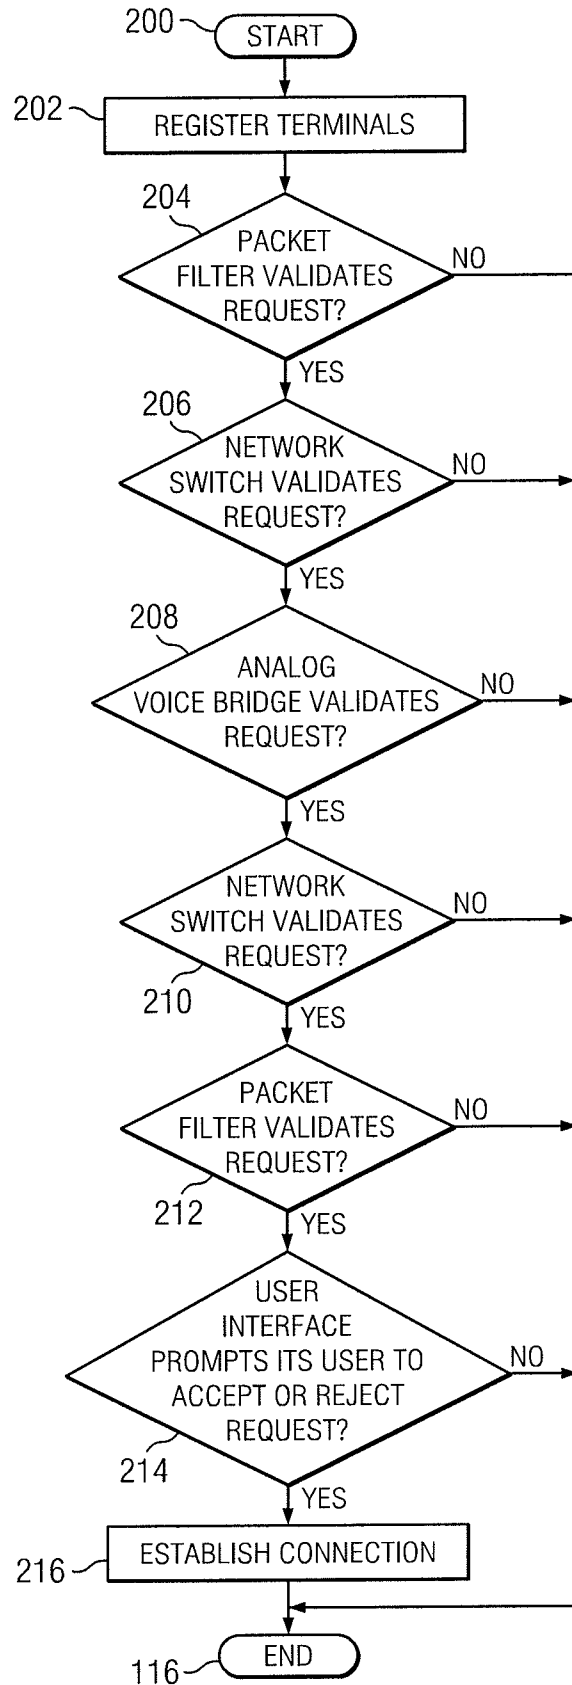 200
START
202
REGISTER TERMINALS
204
PACKET
FILTER VALIDATES
REQUEST?
NO
YES
206
NETWORK
SWITCH VALIDATES
REQUEST?
NO
YES
208
ANALOG
VOICE BRIDGE VALIDATES
REQUEST?
NO
YES
NETWORK
SWITCH VALIDATES
REQUEST?
NO
210
YES
PACKET
FILTER VALIDATES
REQUEST?
NO
212
YES
USER
INTERFACE
PROMPTS ITS USER TO
ACCEPT OR REJECT
REQUEST?
NO
214
YES
ESTABLISH CONNECTION
216
END
116